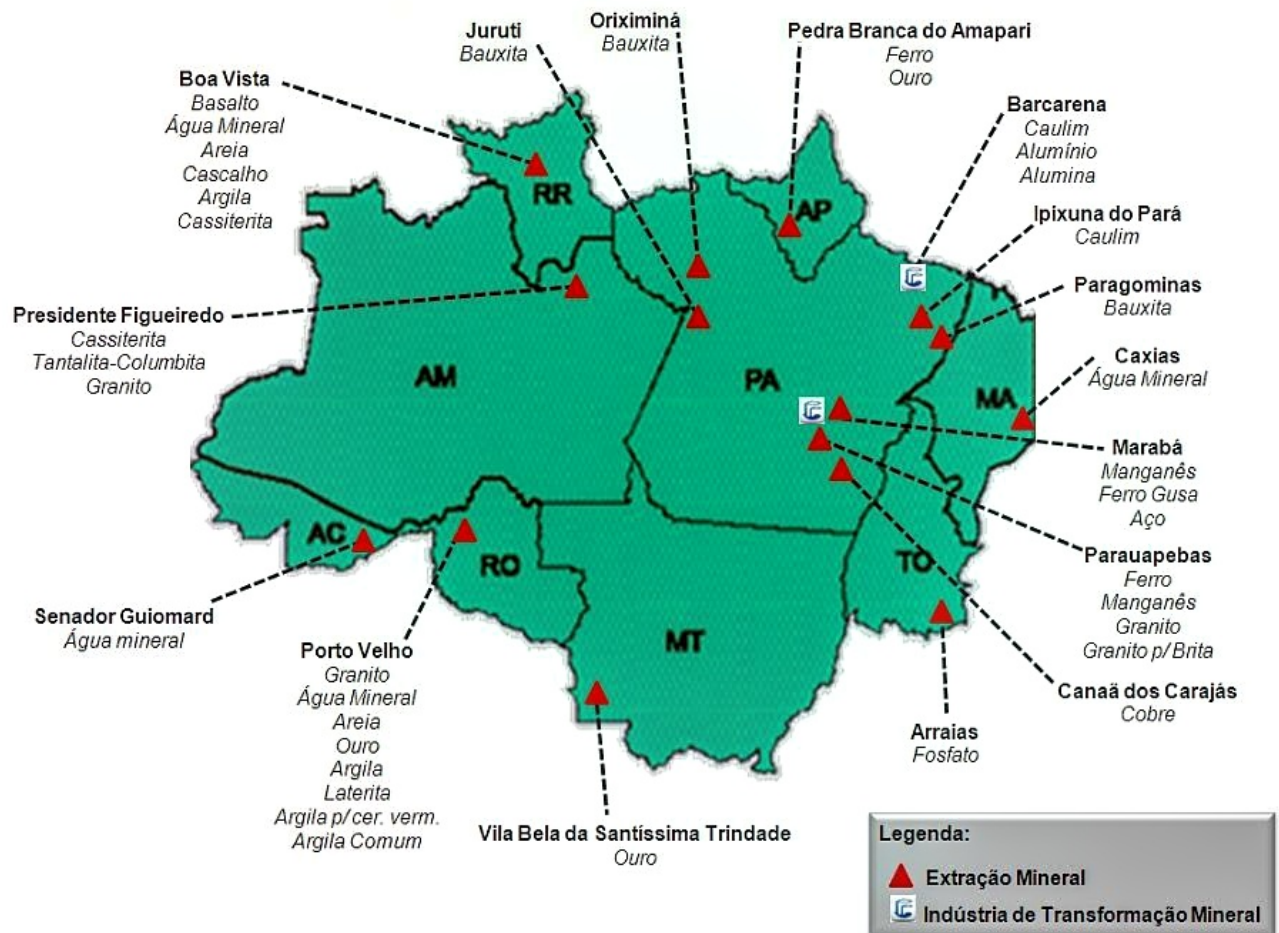 Juruti
Bauxita
Oriximiná
Bauxita
Pedra Branca do Amapari
Ferro
Ouro
Boa Vista
Basalto
Água Mineral
Areia
Cascalho
Argila
Cassiterita
Barcarena
Caulim
Alumínio
Alumina
Ipixuna do Pará
Caulim
Paragominas
Bauxita
Presidente Figueiredo
Cassiterita
Tantalita-Columbita
Granito
Caxias
Água Mineral
RR
AP
AM
PA
MA
AC
RO
TO
MT
Marabá
Manganês
Ferro Gusa
Aço
Parauapebas
Ferro
Manganês
Granito
Granito p/ Brita
Senador Guiomard
Água mineral
Porto Velho
Granito
Água Mineral
Areia
Ouro
Argila
Laterita
Argila p/ cer. verm.
Argila Comum
Canaã dos Carajás
Cobre
Arraias
Fosfato
Vila Bela da Santíssima Trindade
Ouro
Legenda:
Extração Mineral
Indústria de Transformação Mineral